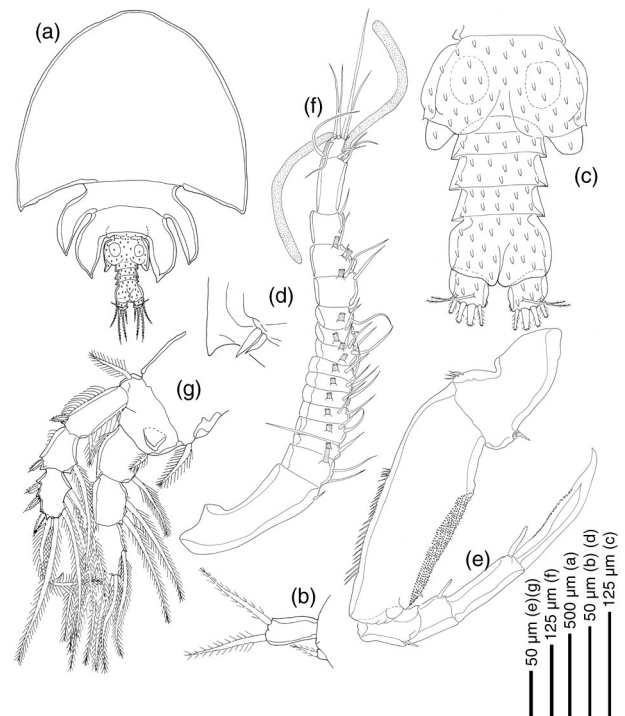 (a)
(f)
(c)
(d)
(g)
(e)
(b)
50 µm (e)(g)
125 µm (f)
500 µm (a)
50 µm (b) (d)
125 µm (c)